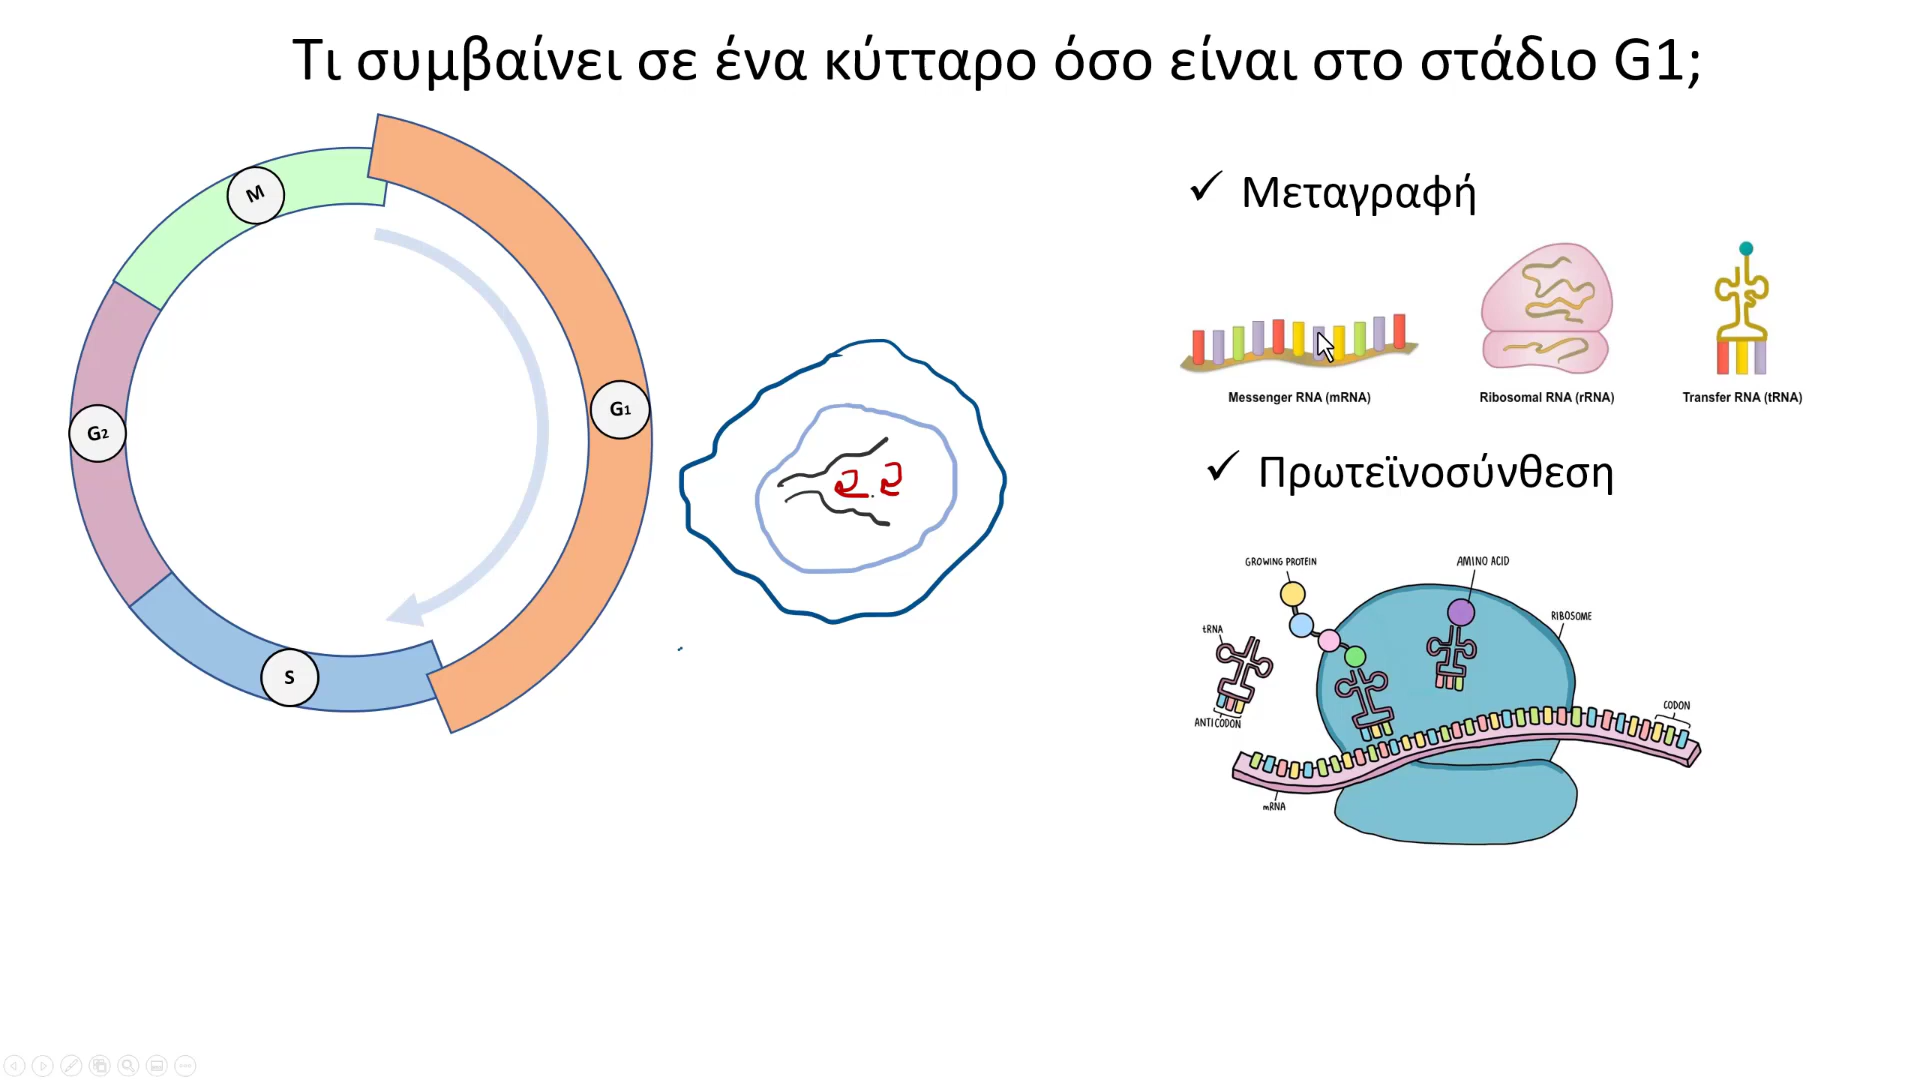 Τι συμβαίνει σε ένα κύτταρο όσο είναι στο στάδιο G1;
M
G1
G2
S
✓ Μεταγραφή
Messenger RNA (mRNA)
Ribosomal RNA (rRNA)
Transfer RNA (tRNA)
✓ Πρωτεϊνοσύνθεση
GROWING PROTEIN
AMINO ACID
RIBOSOME
tRNA
ANTICODON
CODON
mRNA